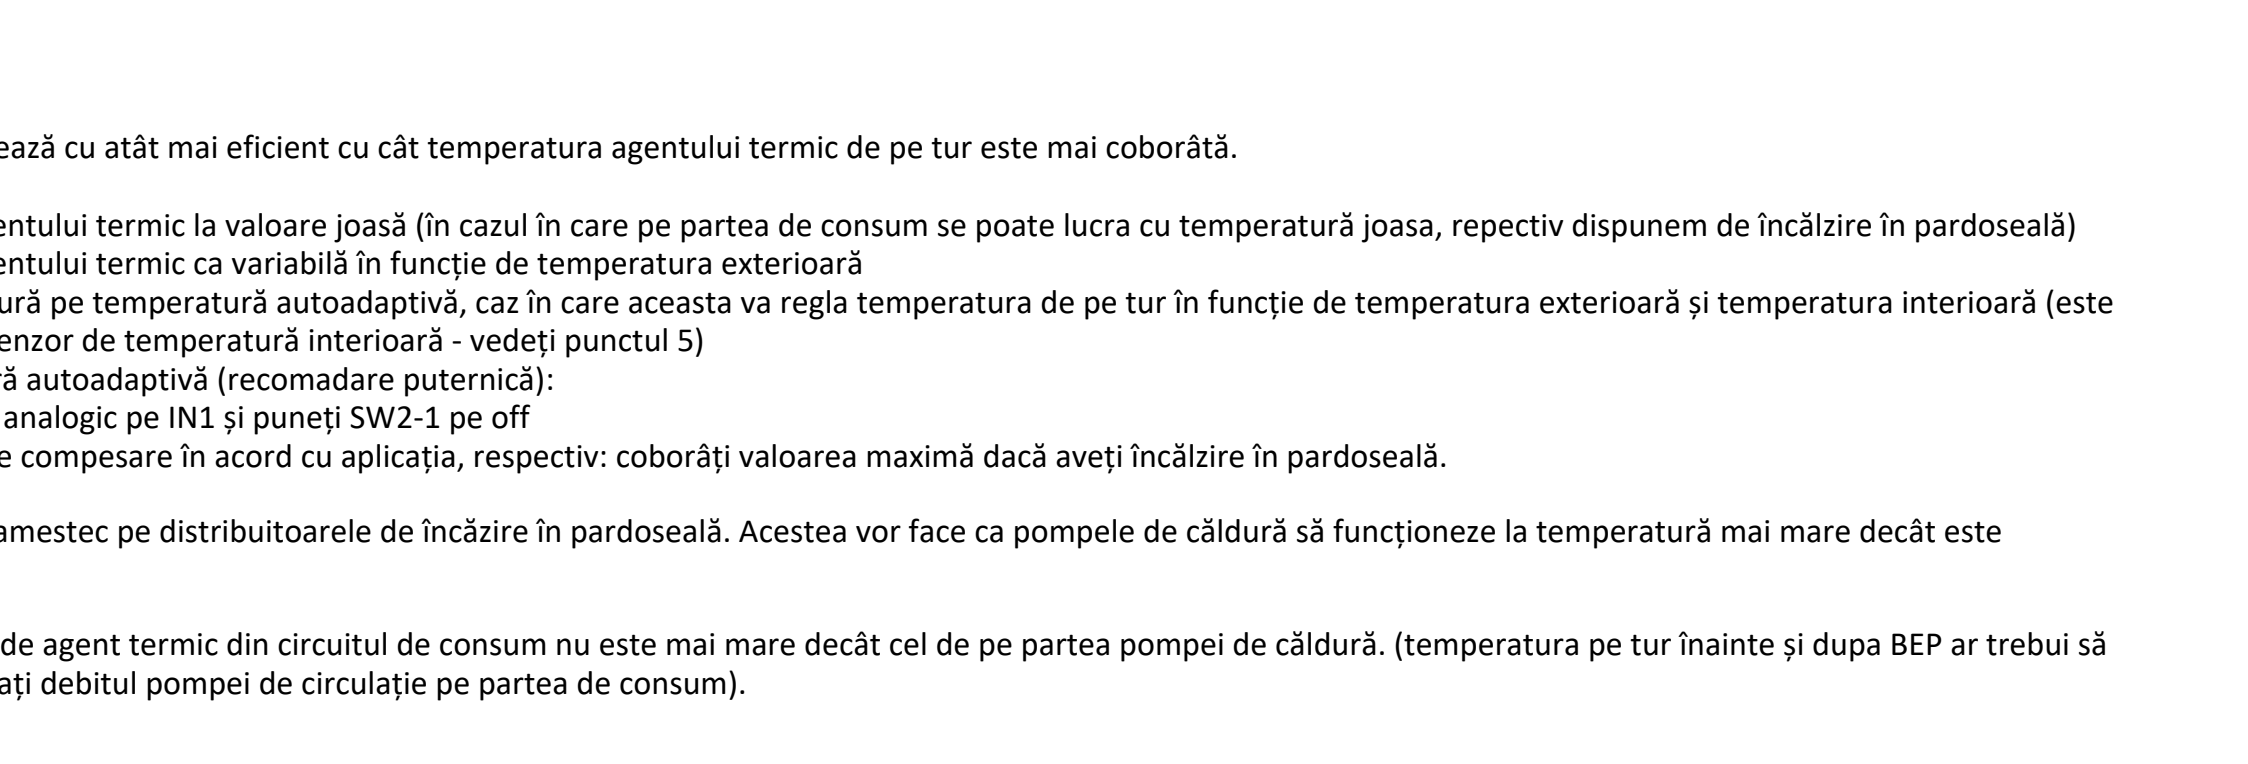 ează cu atât mai eficient cu cât temperatura agentului termic de pe tur este mai coborâtă.
entului termic la valoare joasă (în cazul în care pe partea de consum se poate lucra cu temperatură joasa, repectiv dispunem de încălzire în pardoseală)
entului termic ca variabilă în funcție de temperatura exterioară
ură pe temperatură autoadaptivă, caz în care aceasta va regla temperatura de pe tur în funcție de temperatura exterioară și temperatura interioară (este
enzor de temperatură interioară - vedeți punctul 5)
ră autoadaptivă (recomadare puternică):
analogic pe IN1 și puneți SW2-1 pe off
e compesare în acord cu aplicația, respectiv: coborâți valoarea maximă dacă aveți încălzire în pardoseală.
amestec pe distribuitoarele de încăzire în pardoseală. Acestea vor face ca pompele de căldură să funcționeze la temperatură mai mare decât este
de agent termic din circuitul de consum nu este mai mare decât cel de pe partea pompei de căldură. (temperatura pe tur înainte și dupa BEP ar trebui să
ați debitul pompei de circulație pe partea de consum).